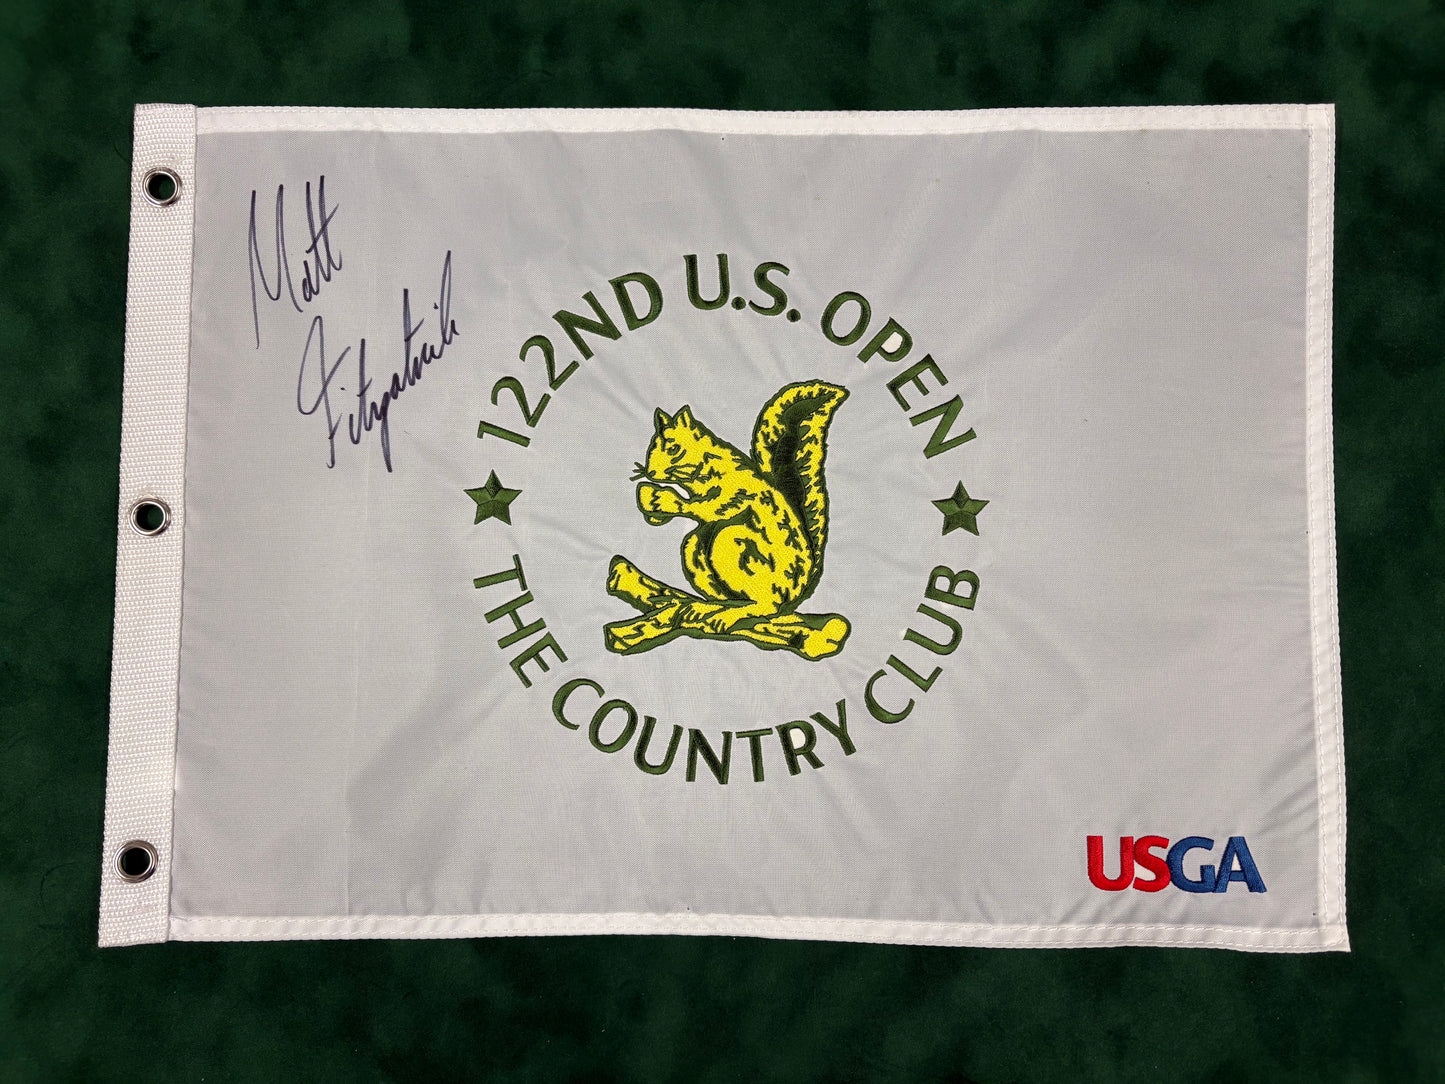 Matt
Fitzpatrick
122ND U.S. OPEN
THE COUNTRY CLUB
USGA